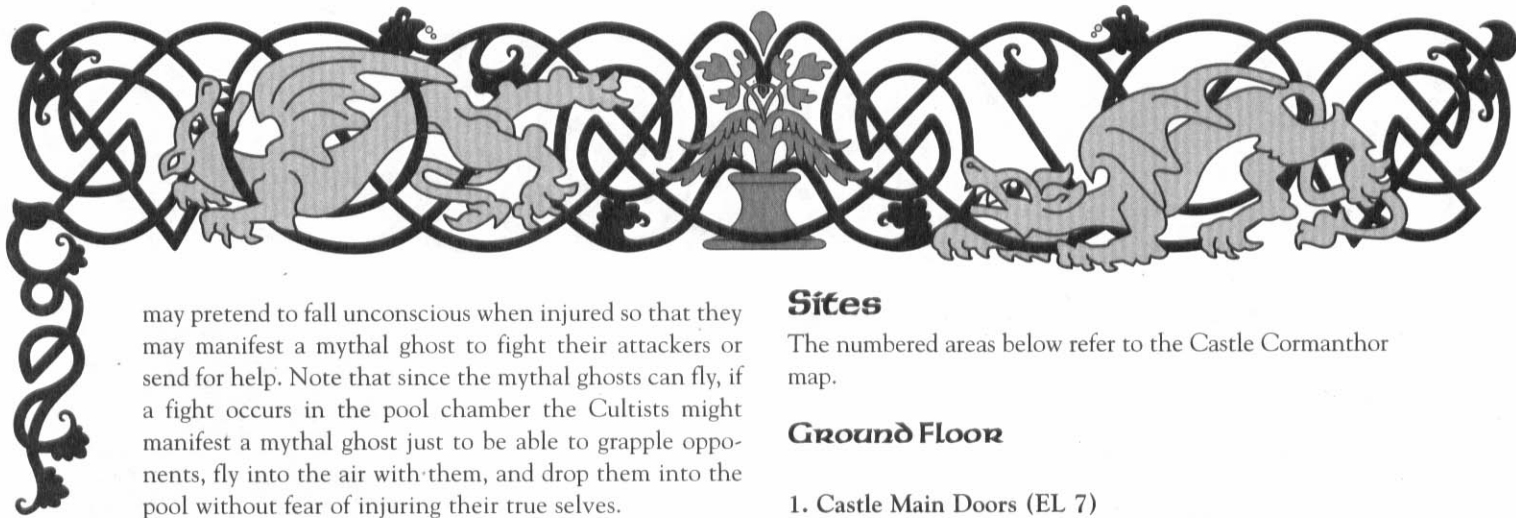 may pretend to fall unconscious when injured so that they
may manifest a mythal ghost to fight their attackers or
send for help. Note that since the mythal ghosts can fly, if
a fight occurs in the pool chamber the Cultists might
manifest a mythal ghost just to be able to grapple oppo-
nents, fly into the air with them, and drop them into the
pool without fear of injuring their true selves.
Sites
The numbered areas below refer to the Castle Cormanthor
map.
Ground Floor
1. Castle Main Doors (EL 7)